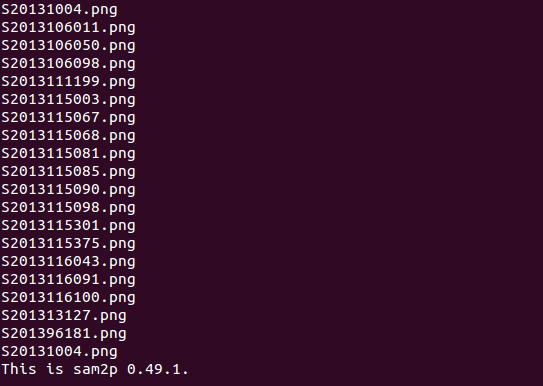 S20131004.png
S2013106011.png
S2013106050.png
S2013106098.png
S2013111199.png
S2013115003.png
S2013115067.png
S2013115068.png
S2013115081.png
S2013115085.png
S2013115090.png
S2013115098.png
S2013115301.png
S2013115375.png
S2013116043.png
S2013116091.png
S2013116100.png
S201313127.png
S201396181.png
S20131004.png
This is sam2p 0.49.1.